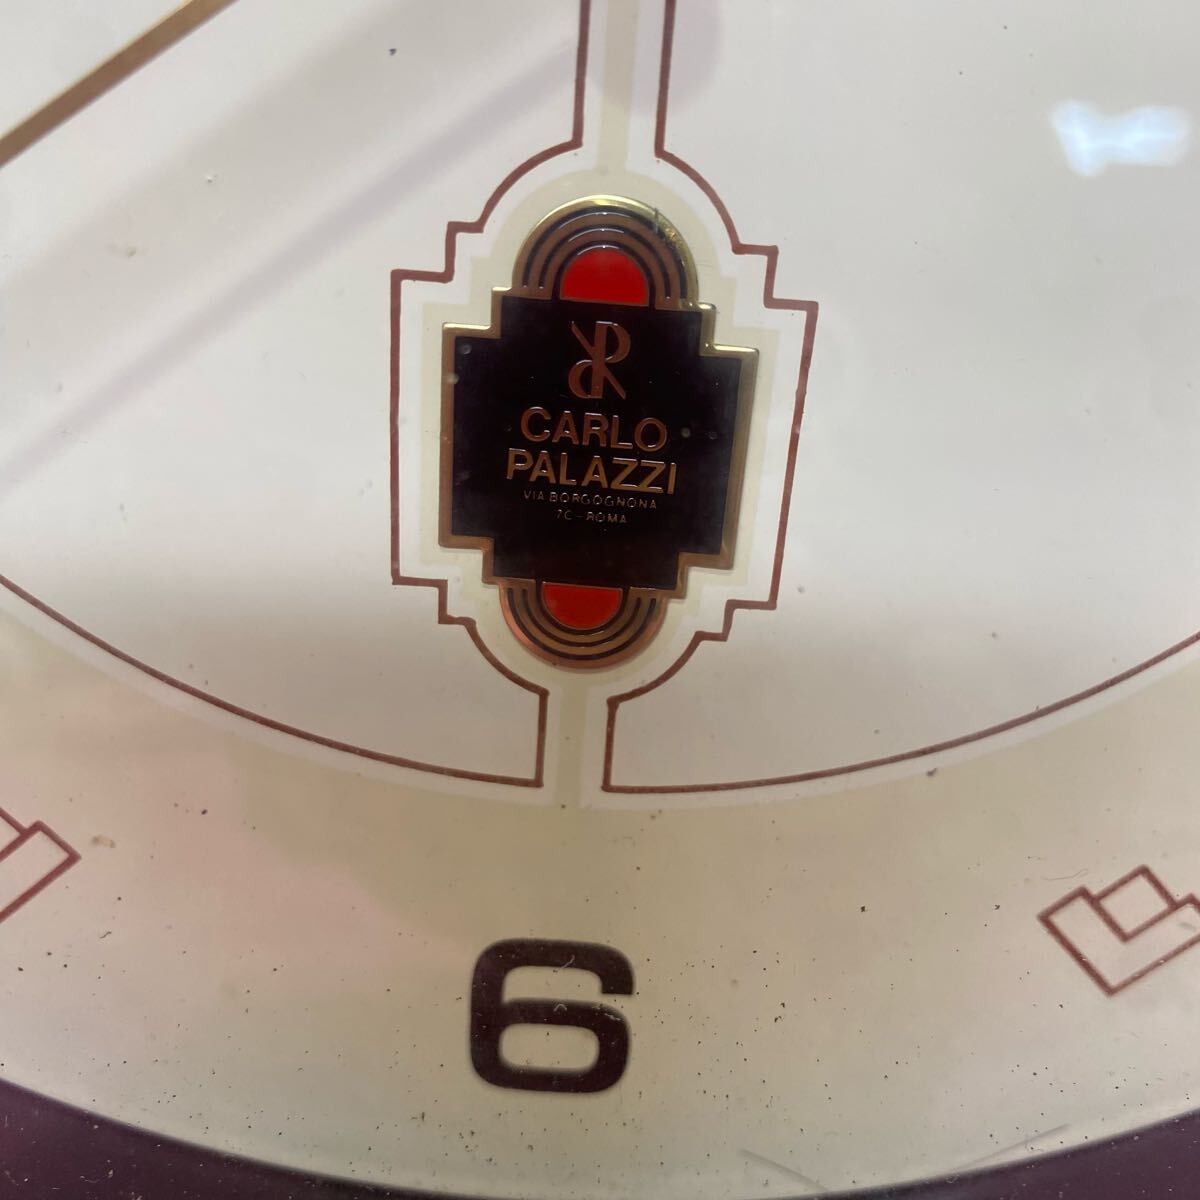 CARLO
PALAZZI
VIA BORGOGNONA
7C - ROMA
6